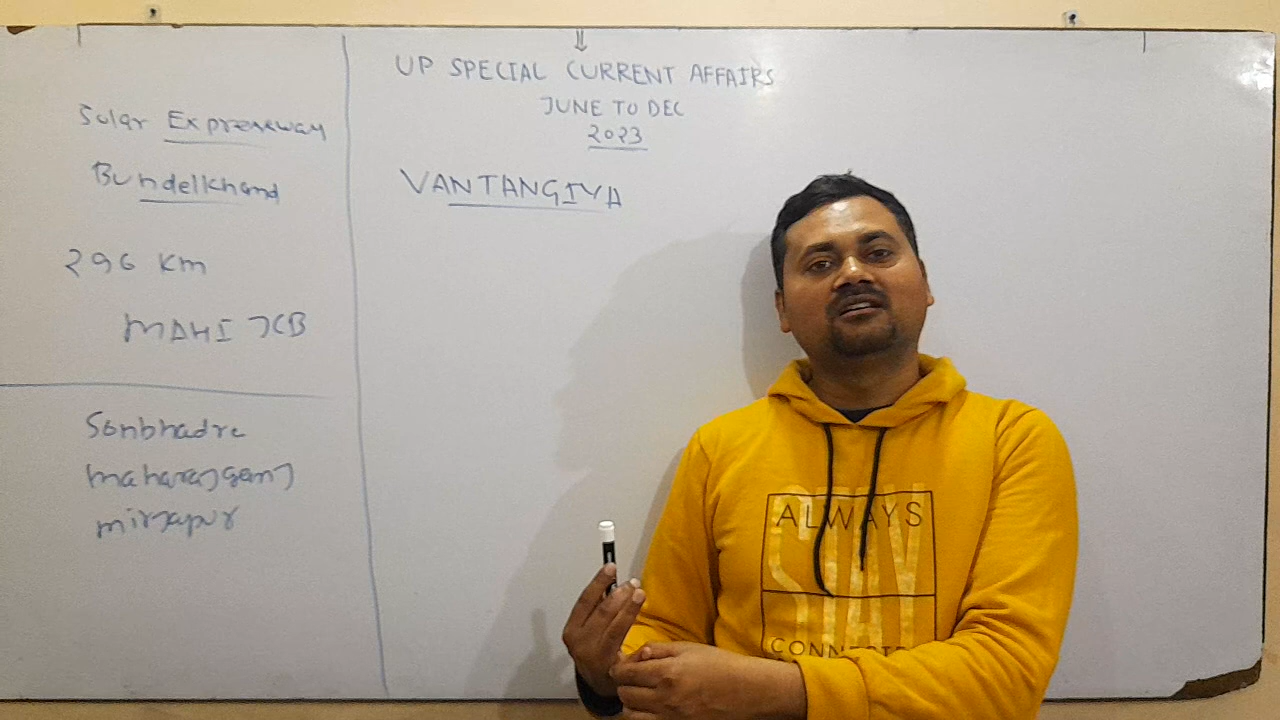 Solar Expressway
Bundelkhand
296 Km
MAHI JCB
Sonbhadra
maharajganj
mirzapur
UP SPECIAL CURRENT AFFAIRS
JUNE TO DEC
2023
VANTANGIYA
ALWAYS
STAY